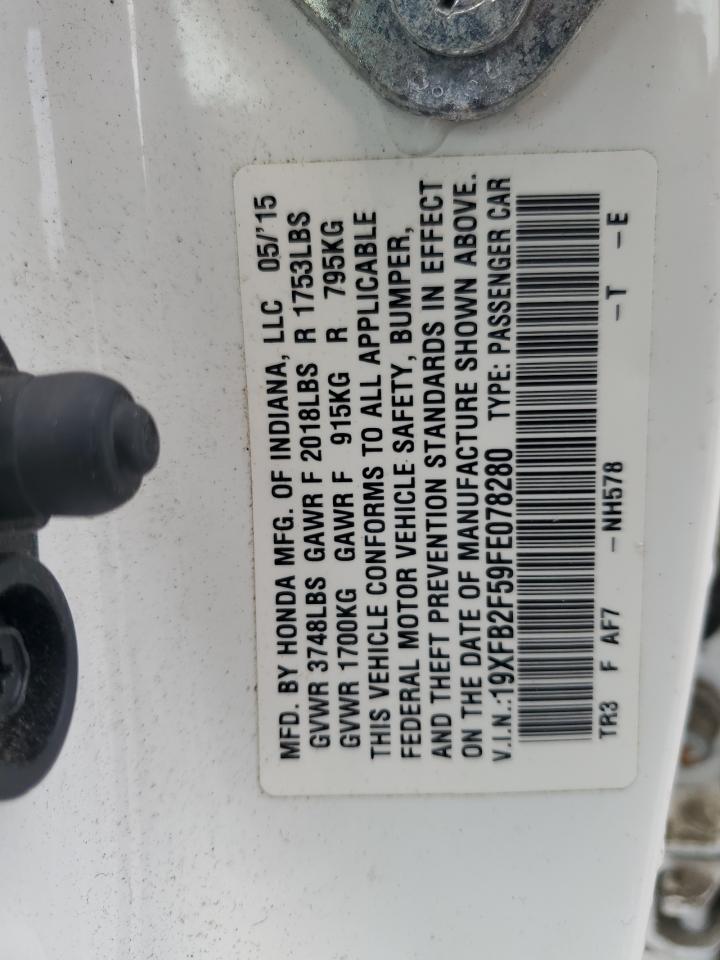 MFD. BY HONDA MFG. OF INDIANA, LLC 05/'15
GVWR 3748LBS GAWR F 2018LBS R 1753LBS
GVWR 1700KG GAWR F 915KG R 795KG
THIS VEHICLE CONFORMS TO ALL APPLICABLE
FEDERAL MOTOR VEHICLE SAFETY, BUMPER,
AND THEFT PREVENTION STANDARDS IN EFFECT
ON THE DATE OF MANUFACTURE SHOWN ABOVE.
V.I.N.:19XFB2F59FE078280 TYPE: PASSENGER CAR
TR3 F AF7 -NH578 -T -E